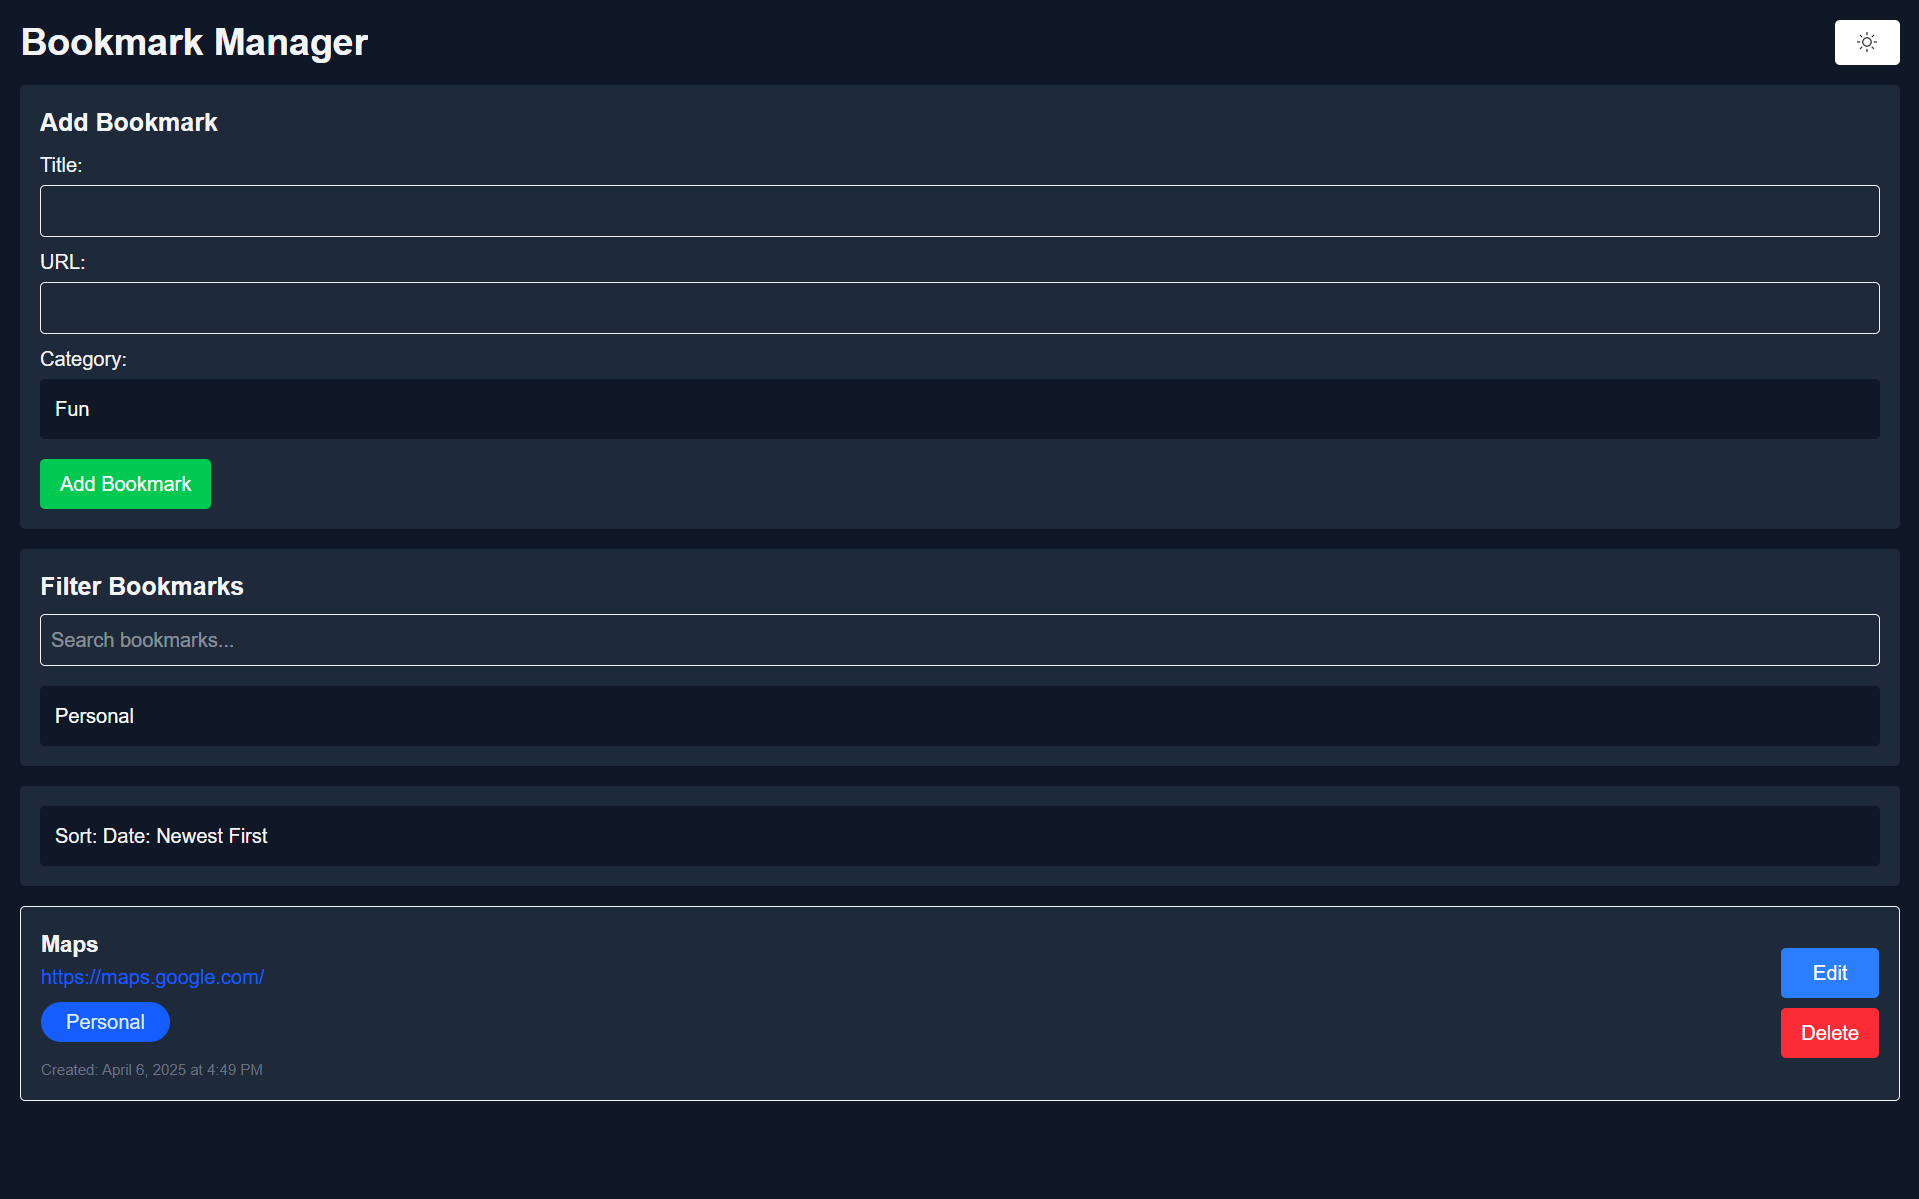 Bookmark Manager
Add Bookmark
Title:
URL:
Category:
Fun
Add Bookmark
Filter Bookmarks
Search bookmarks...
Personal
Sort: Date: Newest First
Maps
https://maps.google.com/
Personal
Created: April 6, 2025 at 4:49 PM
Edit
Delete